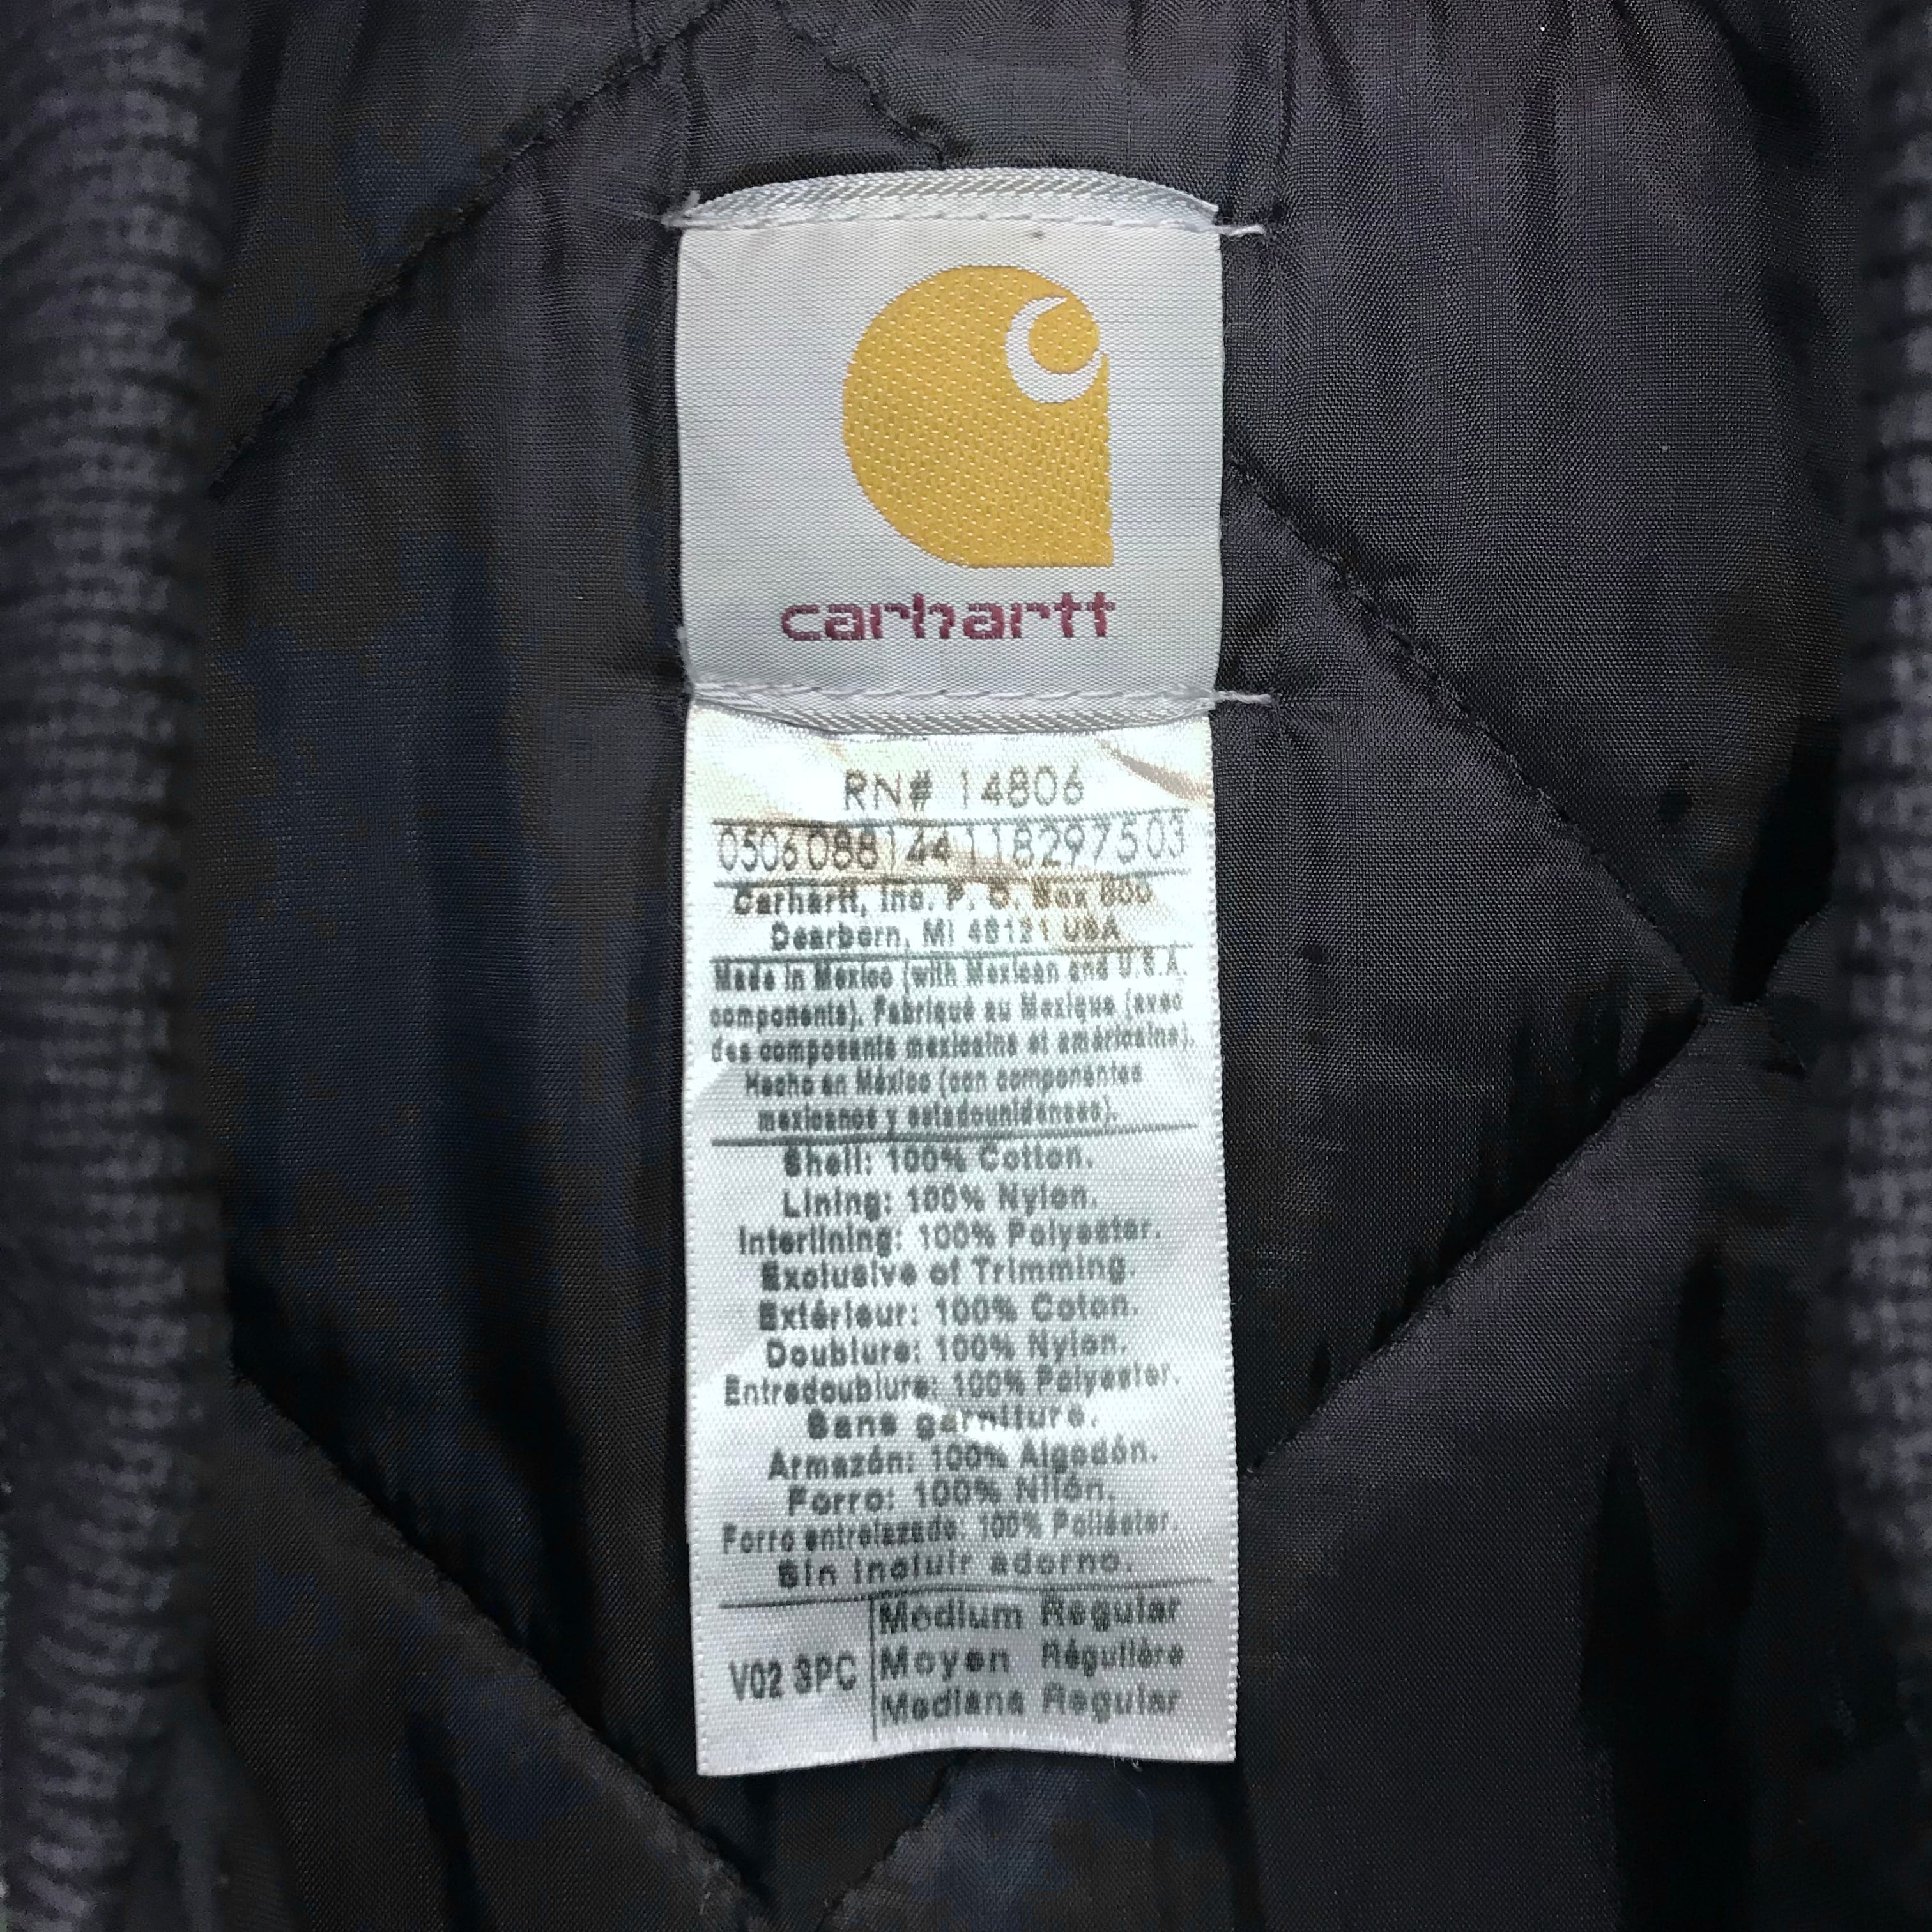 carhartt
RN# 14806
0506088144118297503
Carhartt, Inc. P. O. Box 600
Dearborn, MI 48121 USA
Made in Mexico (with Mexican and U.S.A.
components). Fabriqué au Mexique (avec
des composants mexicains et américains).
Hecho en México (con componentes
mexicanos y estadounidenses).
Shell: 100% Cotton.
Lining: 100% Nylon.
Interlining: 100% Polyester.
Exclusive of Trimming.
Extérieur: 100% Coton.
Doublure: 100% Nylon.
Entredoublure: 100% Polyester.
Sans garniture.
Armazón: 100% Algodón.
Forro: 100% Nilón.
Forro entrelazado: 100% Poliéster.
Sin incluir adorno.
V02 3PC
Medium Regular
Moyen Régulière
Mediana Regular